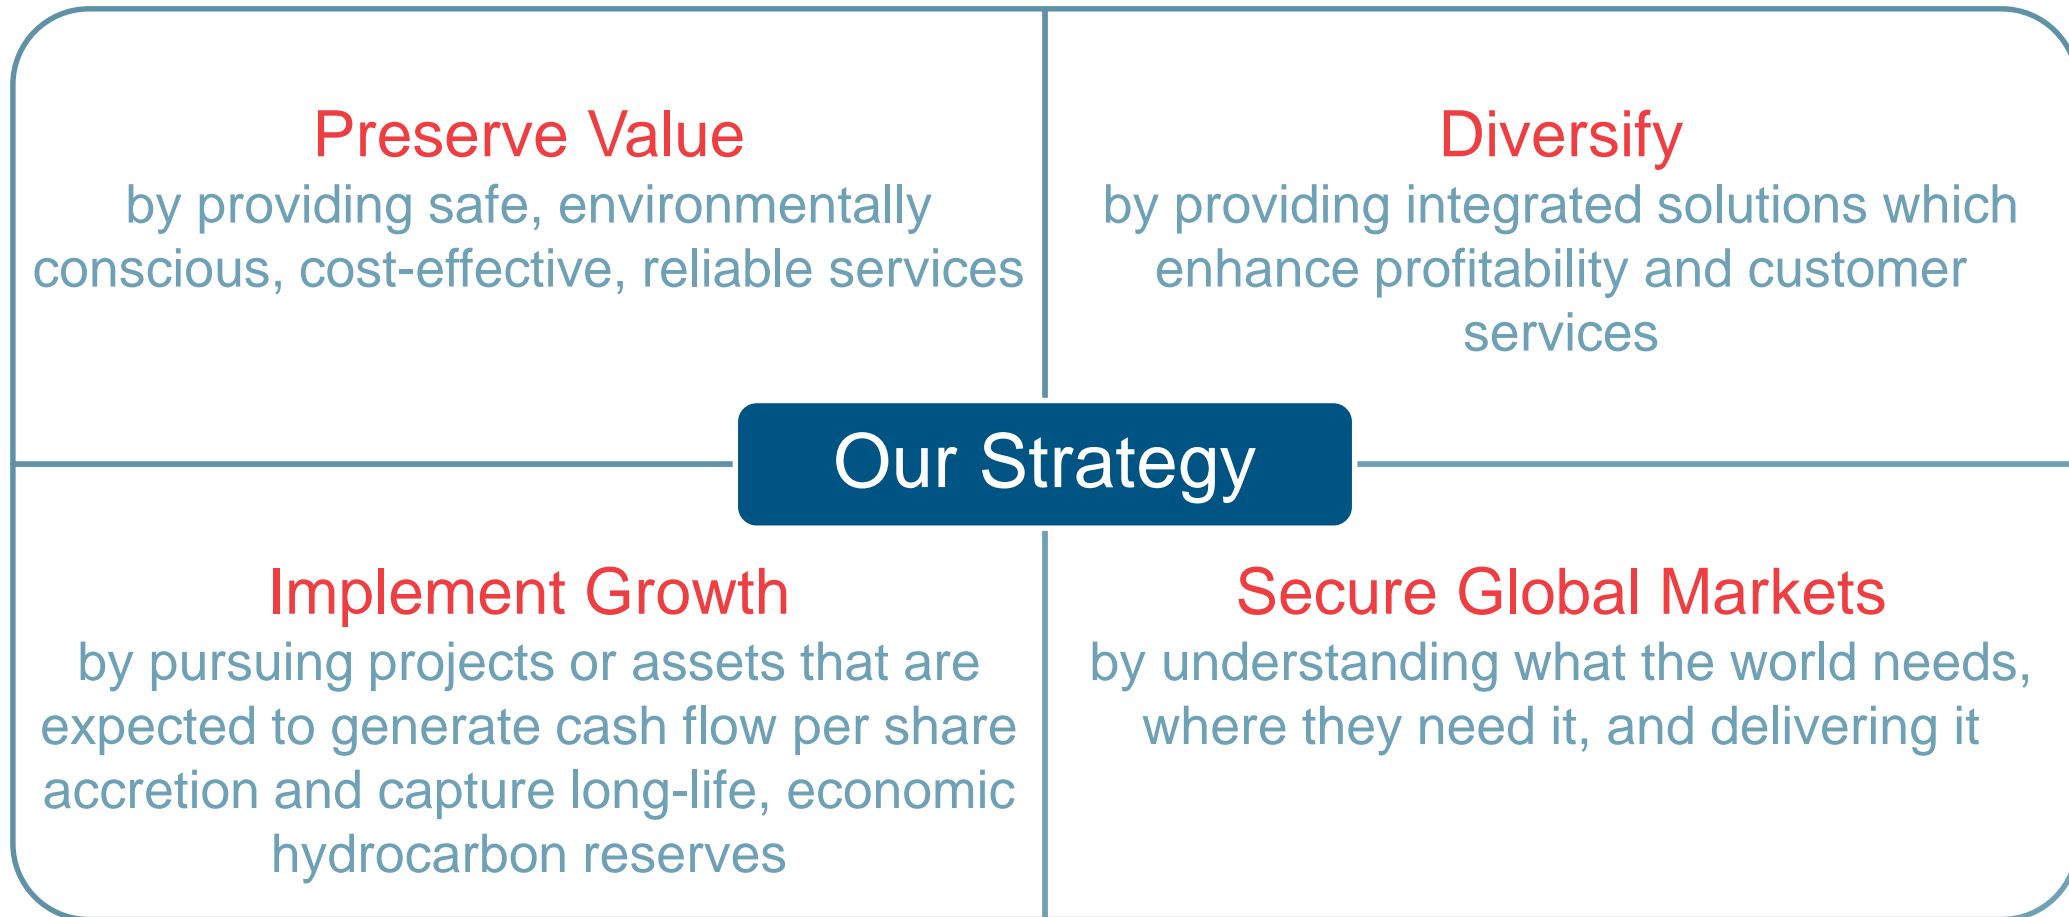 Preserve Value
by providing safe, environmentally
conscious, cost-effective, reliable services
Diversify
by providing integrated solutions which
enhance profitability and customer
services
Our Strategy
Implement Growth
by pursuing projects or assets that are
expected to generate cash flow per share
accretion and capture long-life, economic
hydrocarbon reserves
Secure Global Markets
by understanding what the world needs,
where they need it, and delivering it